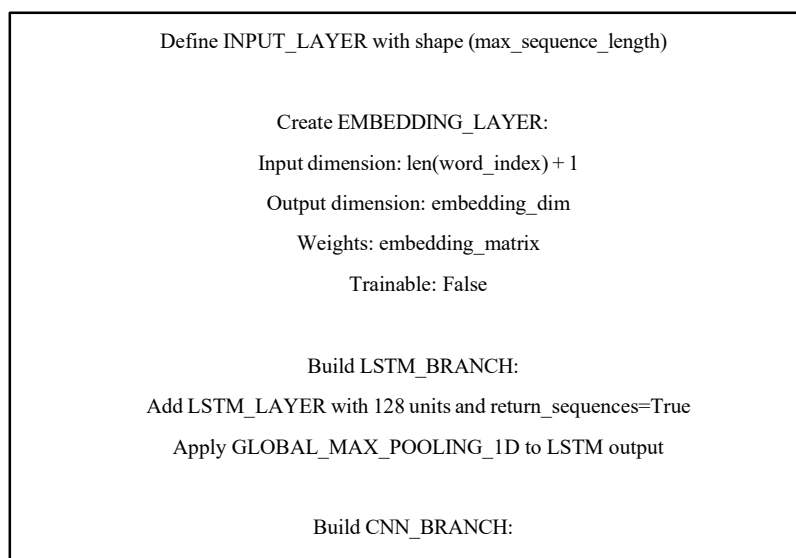 Define INPUT_LAYER with shape (max_sequence_length)
Create EMBEDDING_LAYER:
Input dimension: len(word_index) + 1
Output dimension: embedding_dim
Weights: embedding_matrix
Trainable: False
Build LSTM_BRANCH:
Add LSTM_LAYER with 128 units and return_sequences=True
Apply GLOBAL_MAX_POOLING_1D to LSTM output
Build CNN_BRANCH: